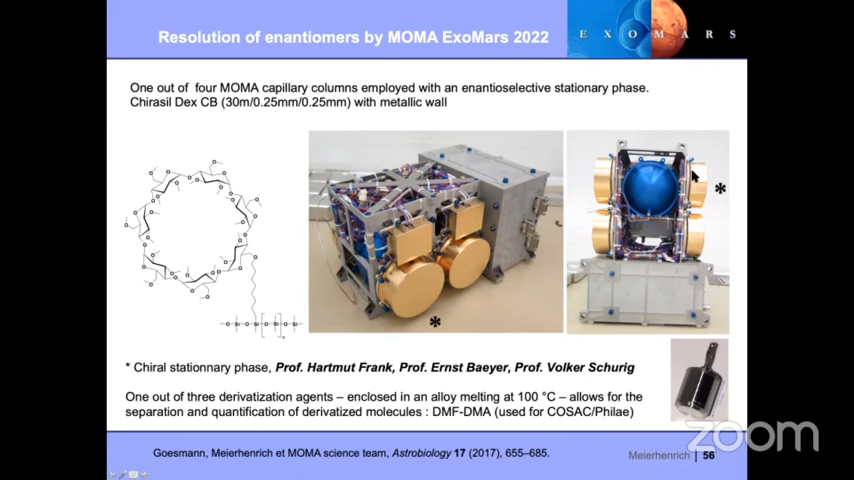 Resolution of enantiomers by MOMA ExoMars 2022
E X O M A R S
One out of four MOMA capillary columns employed with an enantioselective stationary phase.
Chirasil Dex CB (30m/0.25mm/0.25mm) with metallic wall
*
*
* Chiral stationnary phase, Prof. Hartmut Frank, Prof. Ernst Baeyer, Prof. Volker Schurig
One out of three derivatization agents – enclosed in an alloy melting at 100 °C – allows for the
separation and quantification of derivatized molecules : DMF-DMA (used for COSAC/Philae)
zoom
Goesmann, Meierhenrich et MOMA science team, Astrobiology 17 (2017), 655–685.
Meierhenrich | 56